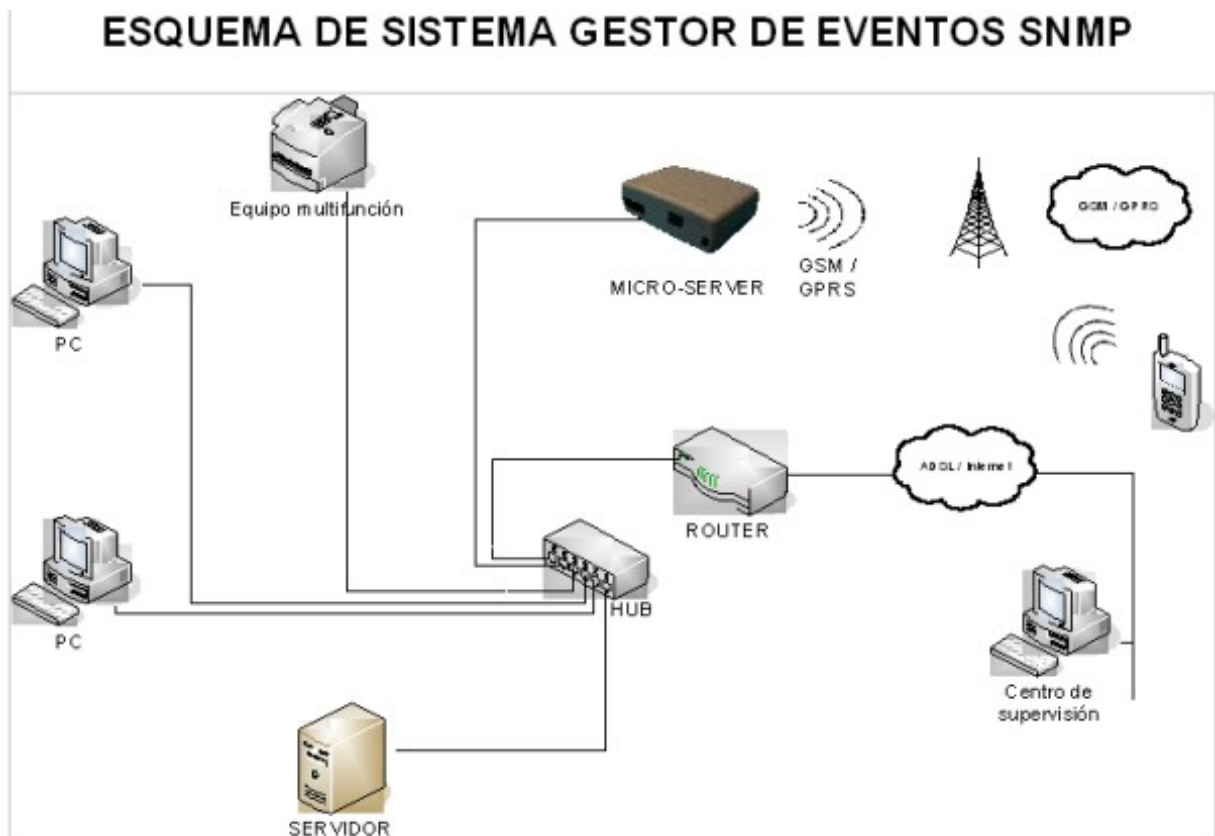 ESQUEMA DE SISTEMA GESTOR DE EVENTOS SNMP
Equipo multifunción
PC
MICRO-SERVER
GSM /
GPRS
GSM / GPRS
ROUTER
ADSL / Internet
PC
HUB
Centro de
supervisión
SERVIDOR